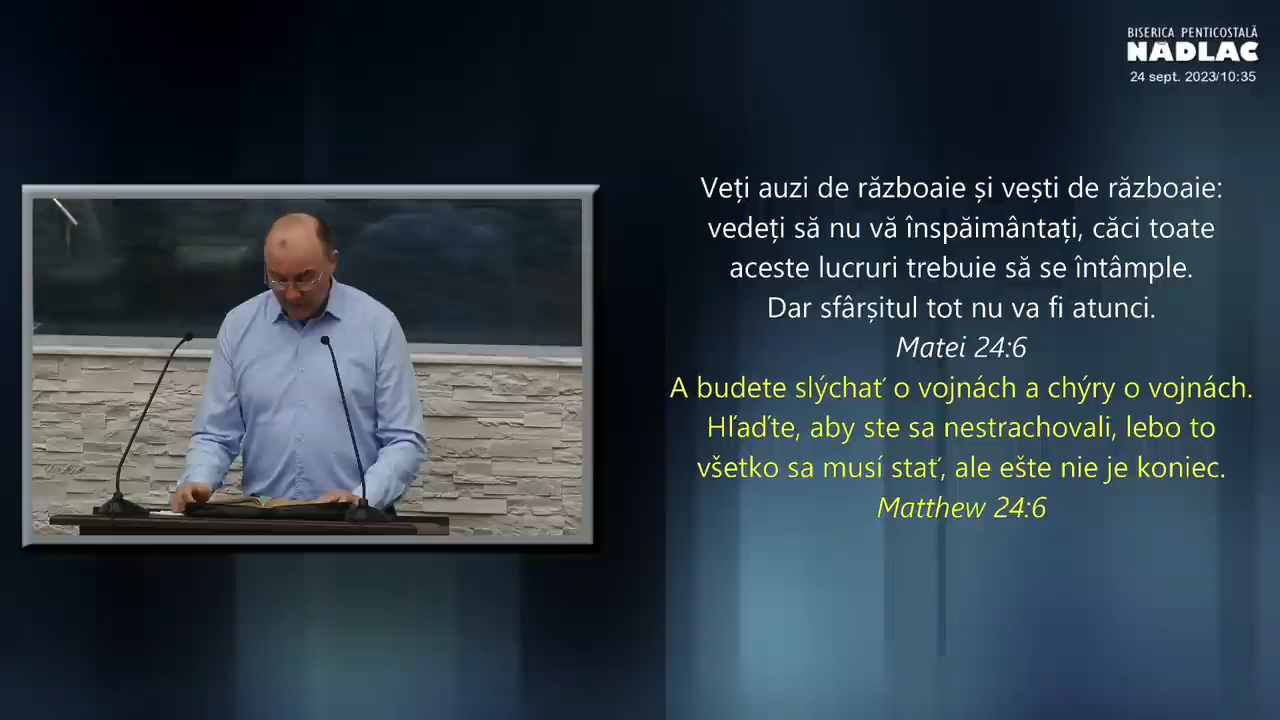 BISERICA PENTICOSTALĂ
NĂDLAC
24 sept. 2023/10:35
Veți auzi de războaie și vești de războaie:
vedeți să nu vă înspăimântați, căci toate
aceste lucruri trebuie să se întâmple.
Dar sfârșitul tot nu va fi atunci.
Matei 24:6
A budete slýchať o vojnách a chýry o vojnách.
Hľaďte, aby ste sa nestrachovali, lebo to
všetko sa musí stať, ale ešte nie je koniec.
Matthew 24:6